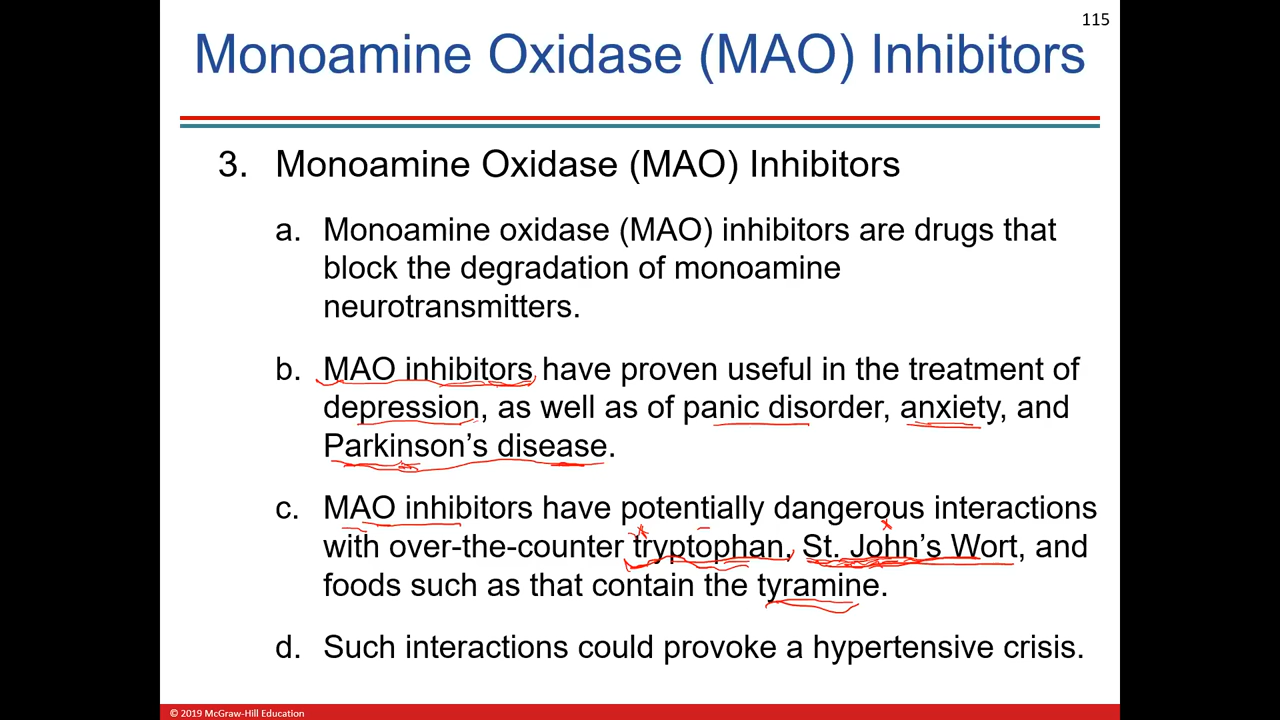 115
Monoamine Oxidase (MAO) Inhibitors
3. Monoamine Oxidase (MAO) Inhibitors
a. Monoamine oxidase (MAO) inhibitors are drugs that
block the degradation of monoamine
neurotransmitters.
b. MAO inhibitors have proven useful in the treatment of
depression, as well as of panic disorder, anxiety, and
Parkinson’s disease.
c. MAO inhibitors have potentially dangerous interactions
with over-the-counter tryptophan, St. John’s Wort, and
foods such as that contain the tyramine.
d. Such interactions could provoke a hypertensive crisis.
© 2019 McGraw-Hill Education